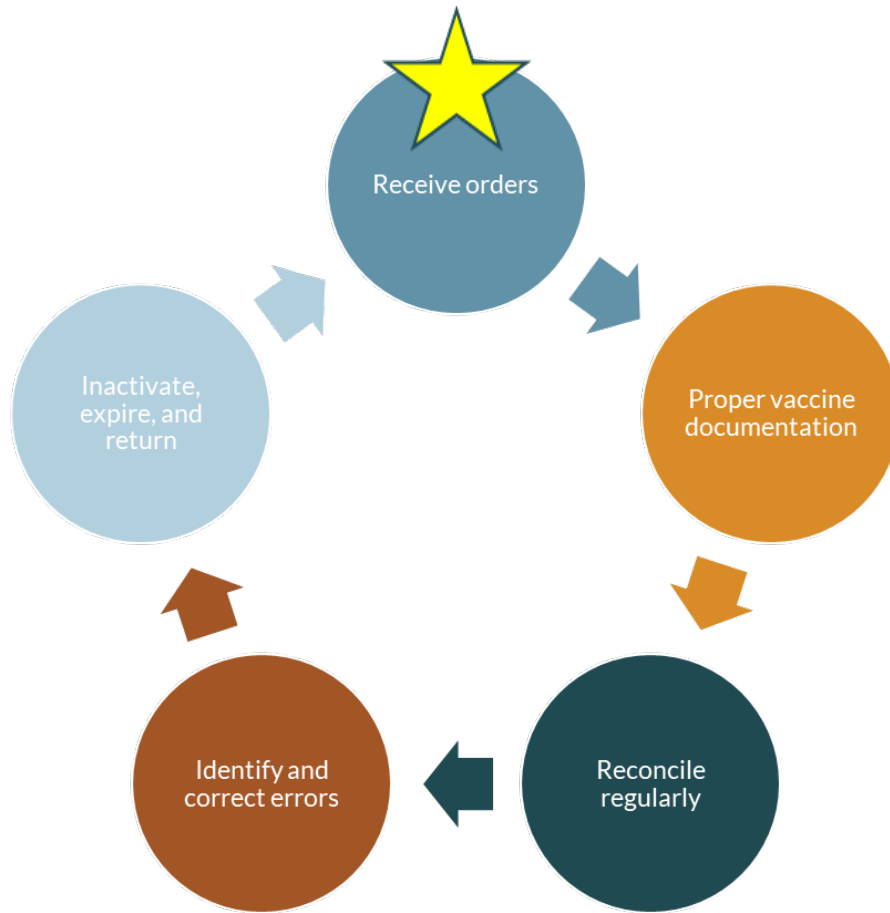 Receive orders
Proper vaccine
documentation
Reconcile
regularly
Identify and
correct errors
Inactivate,
expire, and
return